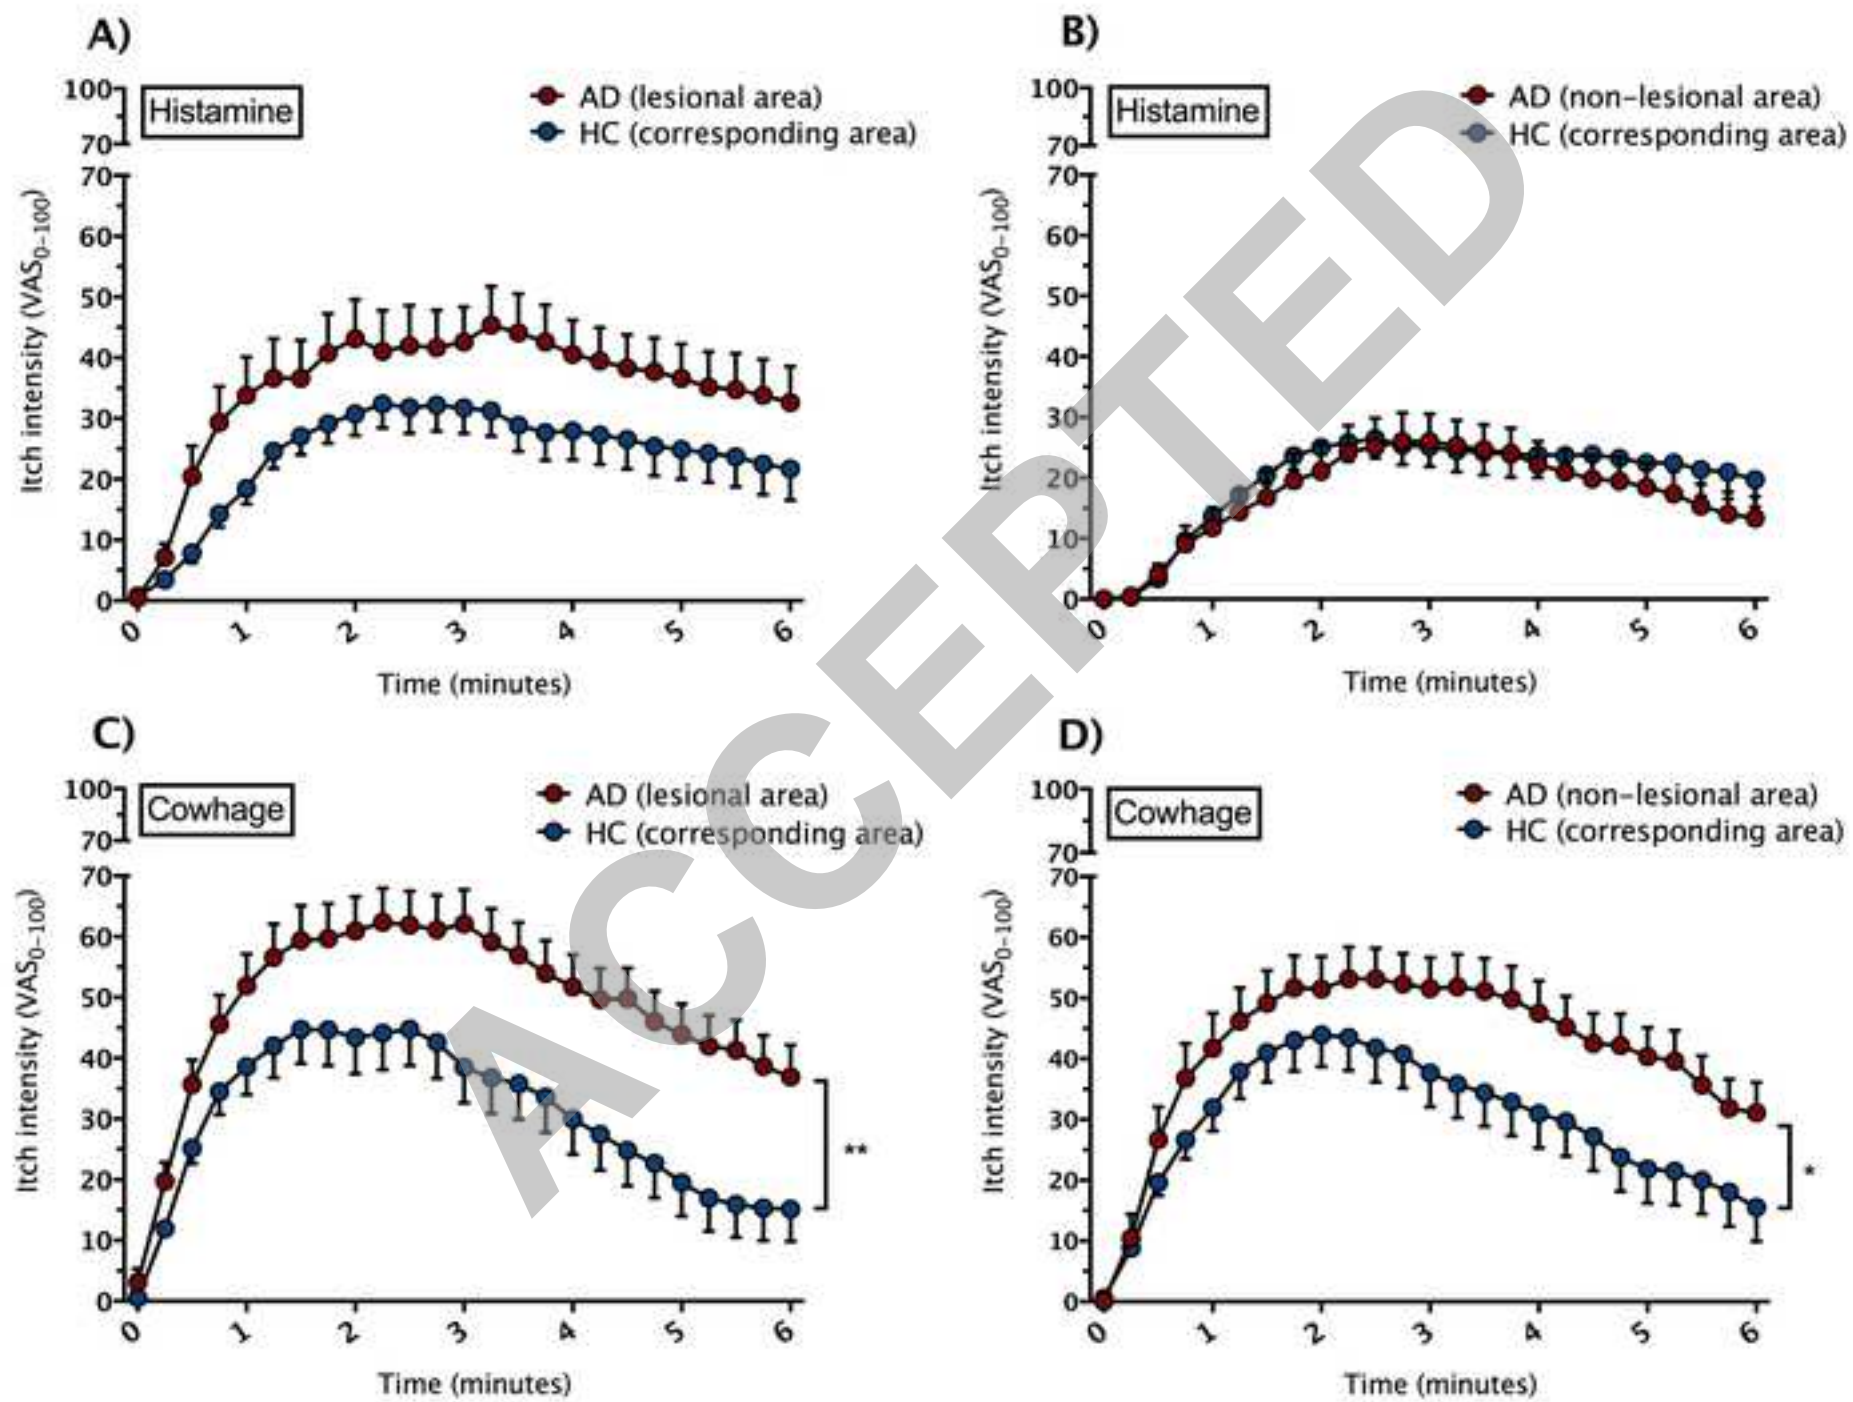 A)
Histamine
AD (lesional area)
HC (corresponding area)
100
70
70
60
50
40
30
20
10
0
Itch intensity (VAS0-100)
0 1 2 3 4 5 6
Time (minutes)
B)
Histamine
AD (non-lesional area)
HC (corresponding area)
100
70
70
60
50
40
30
20
10
0
Itch intensity (VAS0-100)
0 1 2 3 4 5 6
Time (minutes)
C)
Cowhage
AD (lesional area)
HC (corresponding area)
100
70
70
60
50
40
30
20
10
0
Itch intensity (VAS0-100)
**
0 1 2 3 4 5 6
Time (minutes)
D)
Cowhage
AD (non-lesional area)
HC (corresponding area)
100
70
70
60
50
40
30
20
10
0
Itch intensity (VAS0-100)
*
0 1 2 3 4 5 6
Time (minutes)
ACCEPTED